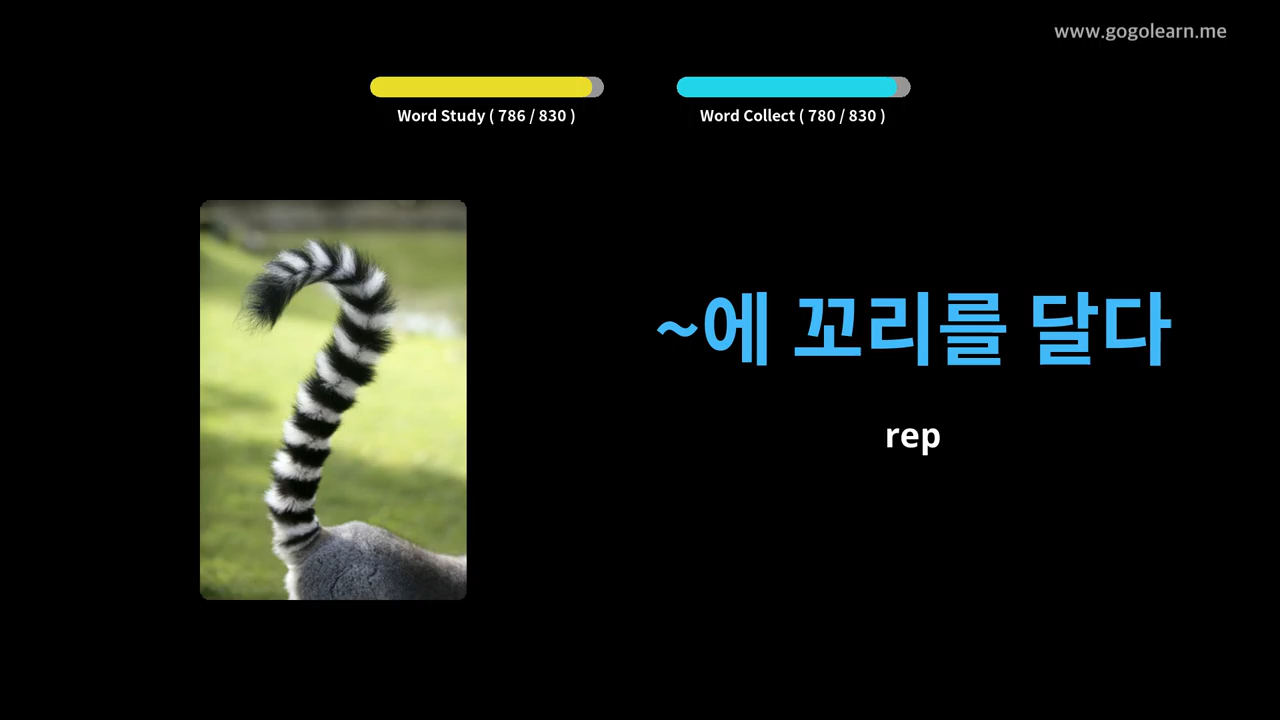 www.gogolearn.me
Word Study ( 786 / 830 )
Word Collect ( 780 / 830 )
~에 꼬리를 달다
rep